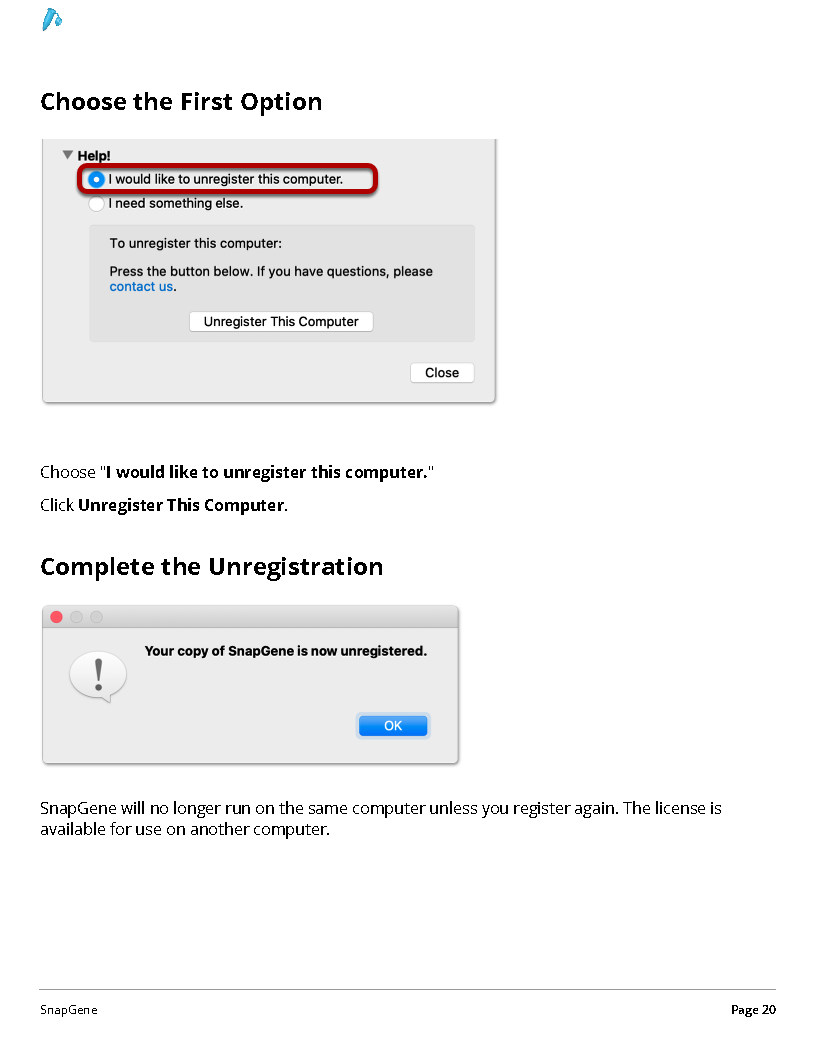 Choose the First Option
Help!
I would like to unregister this computer.
I need something else.
To unregister this computer:
Press the button below. If you have questions, please
contact us.
Unregister This Computer
Close
Choose "I would like to unregister this computer."
Click Unregister This Computer.
Complete the Unregistration
Your copy of SnapGene is now unregistered.
!
OK
SnapGene will no longer run on the same computer unless you register again. The license is
available for use on another computer.
SnapGene Page 20